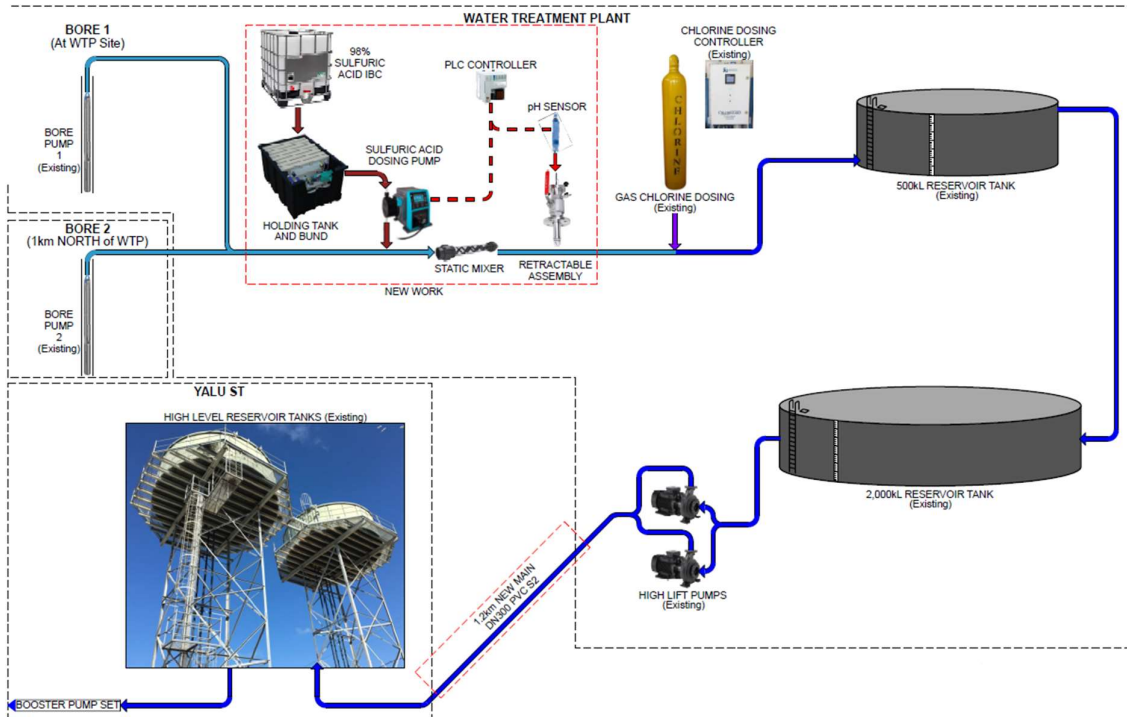 WATER TREATMENT PLANT
BORE 1
(At WTP Site)
98%
SULFURIC
ACID IBC
PLC CONTROLLER
pH SENSOR
CHLORINE DOSING
CONTROLLER
(Existing)
CHLORINE
BORE
PUMP
1
(Existing)
SULFURIC ACID
DOSING PUMP
HOLDING TANK
AND BUND
GAS CHLORINE DOSING
(Existing)
500kL RESERVOIR TANK
(Existing)
BORE 2
(1km NORTH of WTP)
STATIC MIXER
RETRACTABLE
ASSEMBLY
NEW WORK
BORE
PUMP
2
(Existing)
YALU ST
HIGH LEVEL RESERVOIR TANKS (Existing)
2,000kL RESERVOIR TANK
(Existing)
HIGH LIFT PUMPS
(Existing)
1.2km NEW MAIN
DN300 PVC S2
BOOSTER PUMP SET